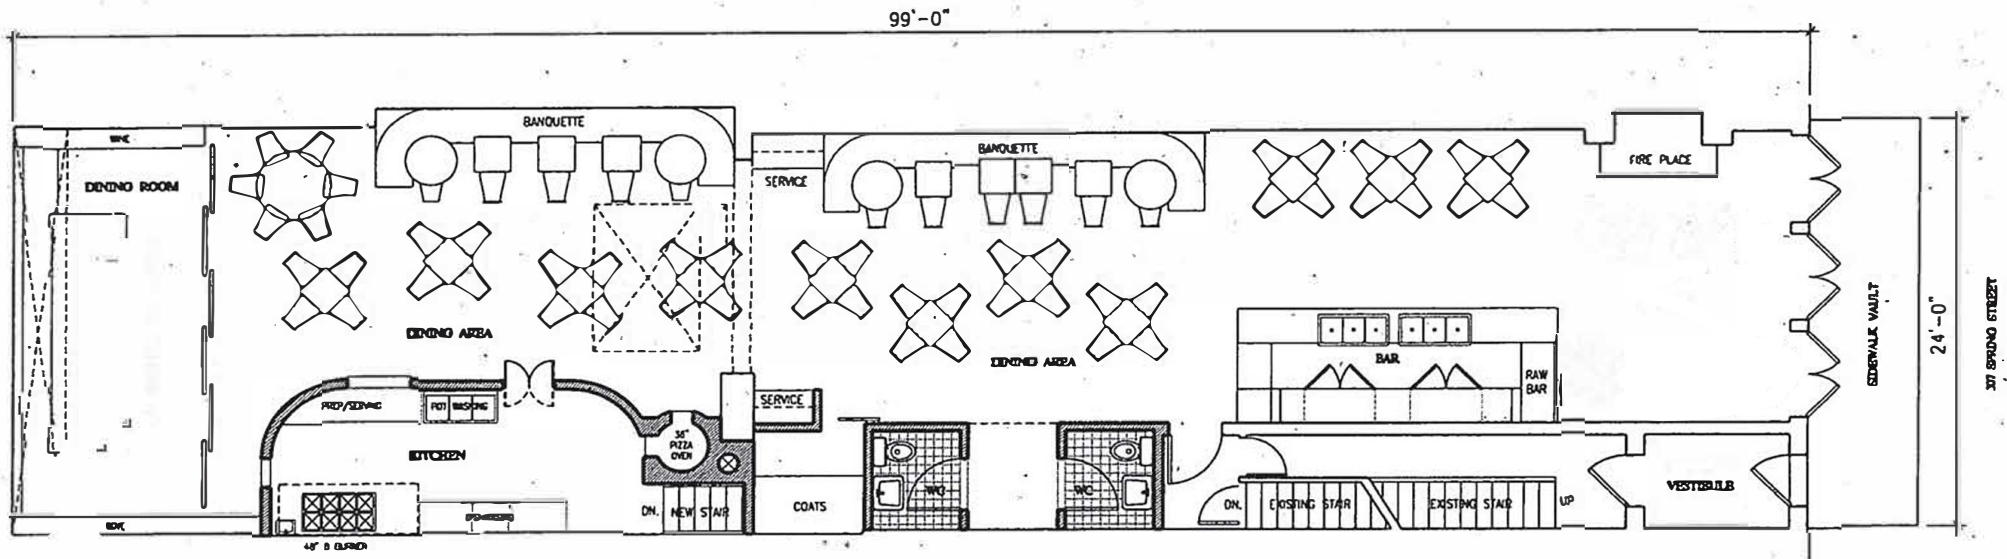 99'-0"
BANQUETTE
DINING ROOM
SERVICE
BANQUETTE
FIRE PLACE
DINING AREA
DINING AREA
BAR
RAW
BAR
SIDEWALK VAULT
24'-0"
SPRING STREET
PREP/SERVING
POT WASHING
SERVICE
36"
PIZZA
OVEN
KITCHEN
DN.
NEW STAIR
COATS
WC
WC
DN.
EXISTING STAIR
EXISTING STAIR
UP
VESTIBULE